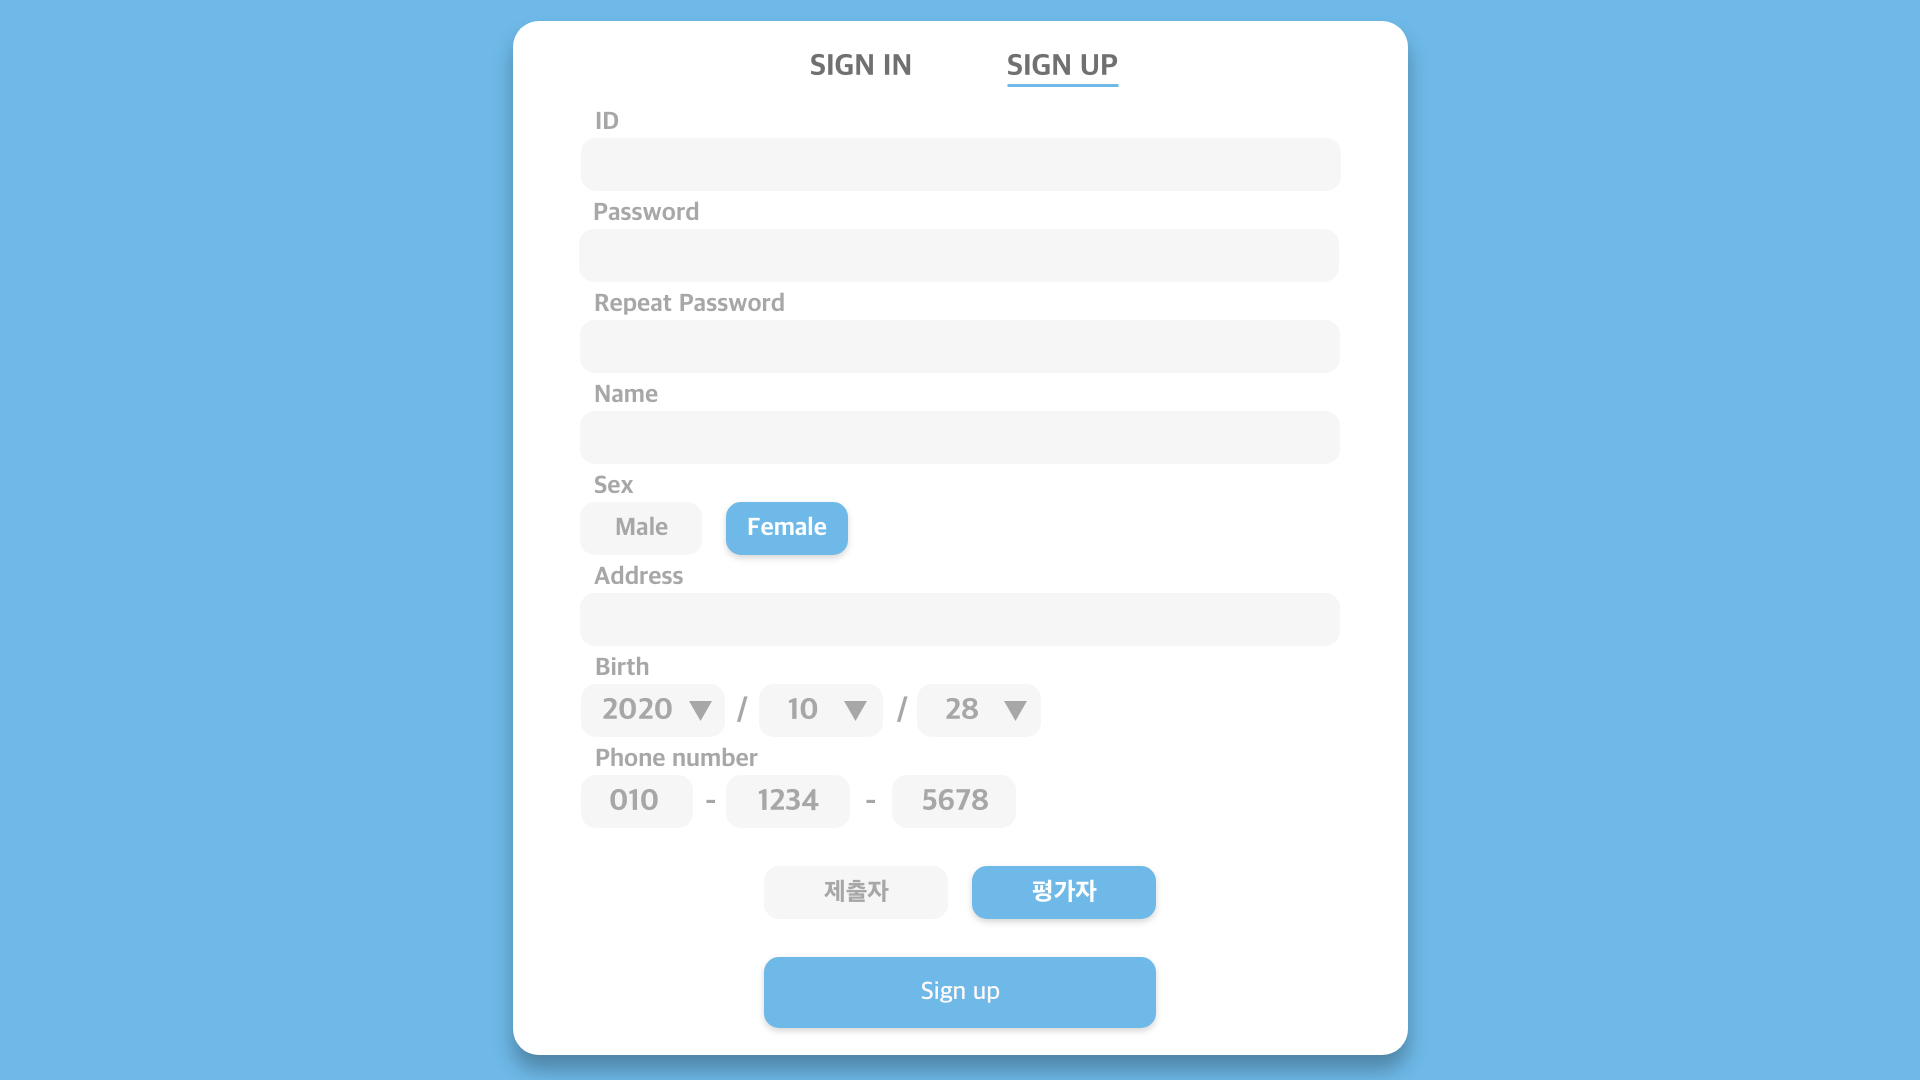 SIGN IN SIGN UP
ID
Password
Repeat Password
Name
Sex
Male Female
Address
Birth
2020 / 10 / 28
Phone number
010 - 1234 - 5678
제출자 평가자
Sign up